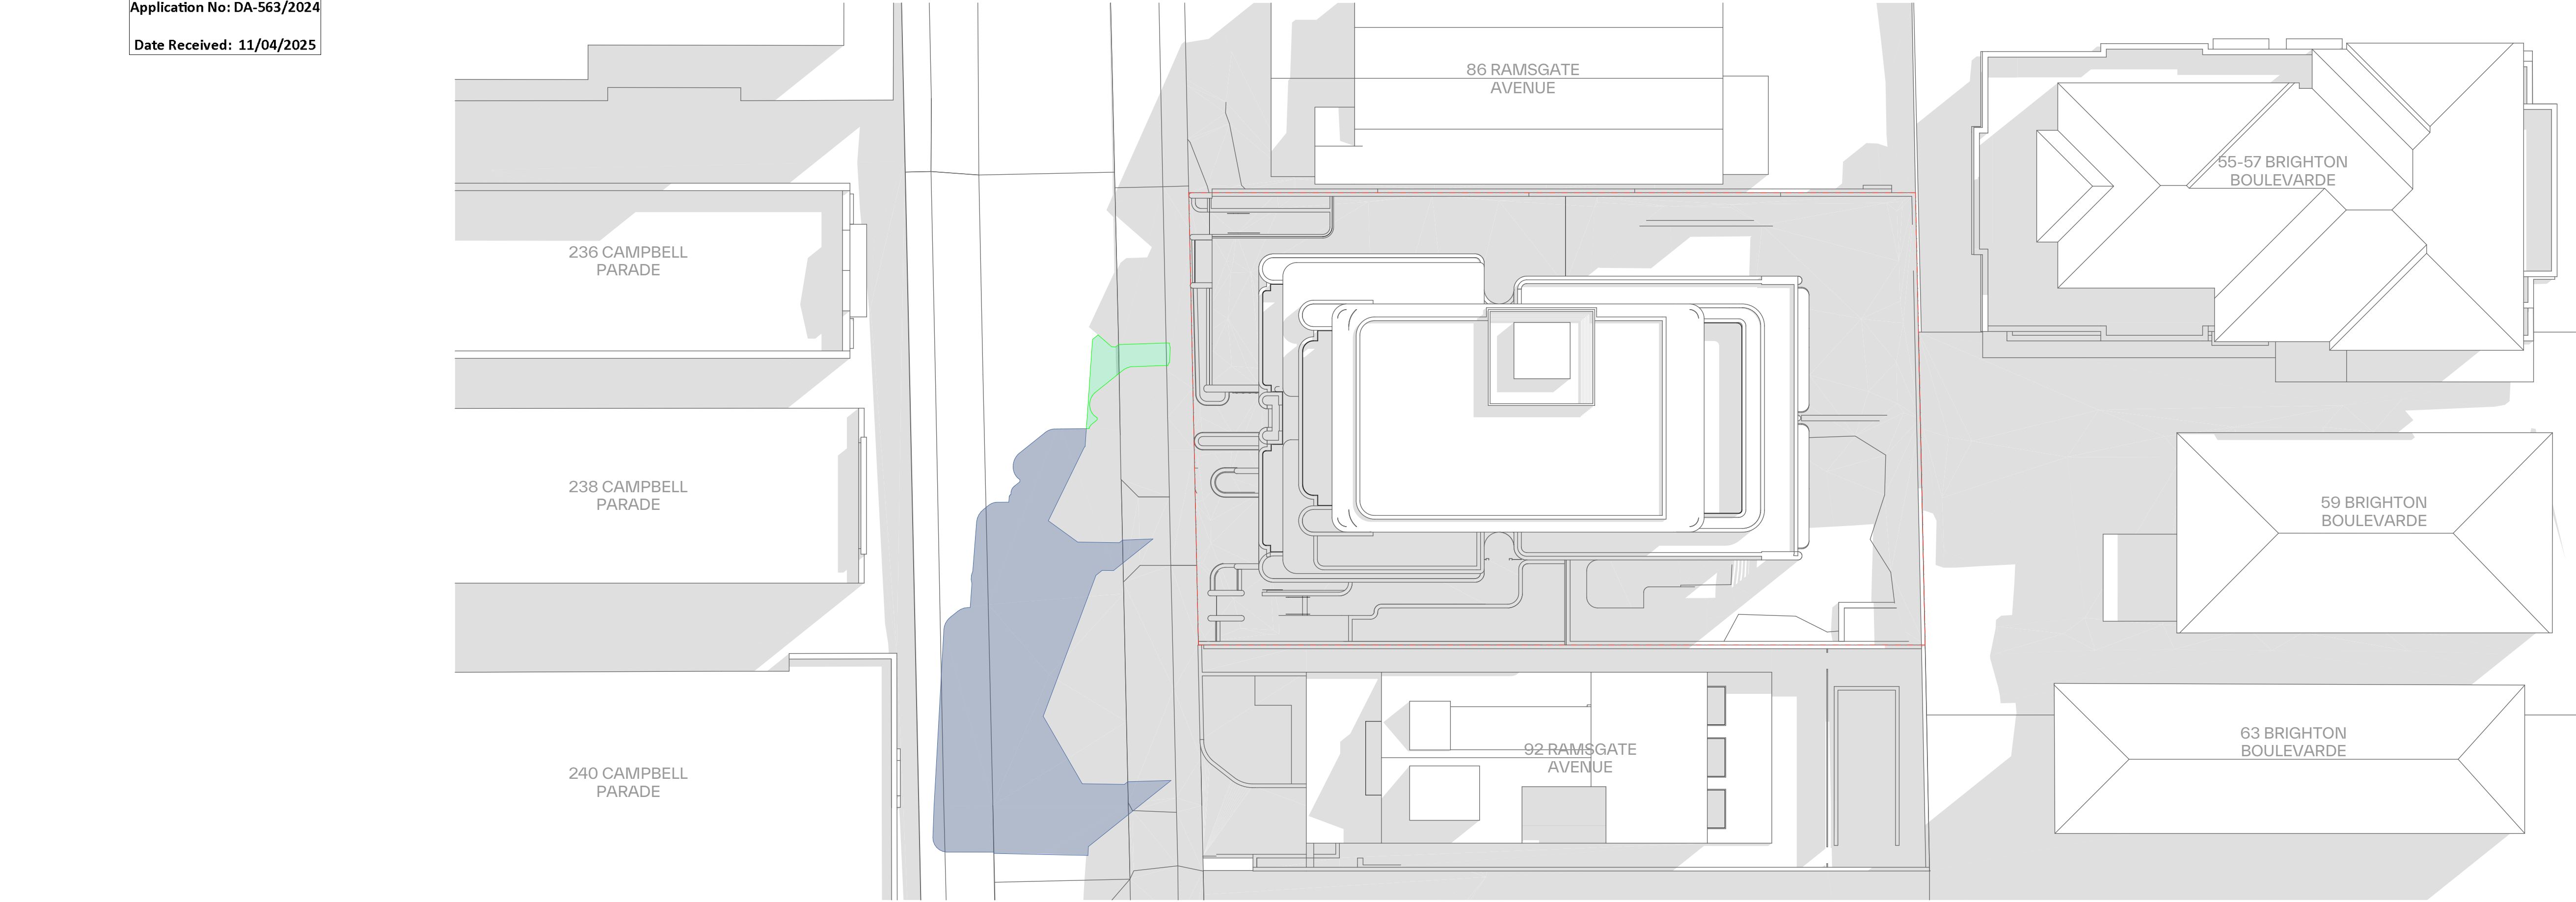 Application No: DA-563/2024
Date Received: 11/04/2025
86 RAMSGATE
AVENUE
55-57 BRIGHTON
BOULEVARDE
236 CAMPBELL
PARADE
238 CAMPBELL
PARADE
59 BRIGHTON
BOULEVARDE
240 CAMPBELL
PARADE
92 RAMSGATE
AVENUE
63 BRIGHTON
BOULEVARDE